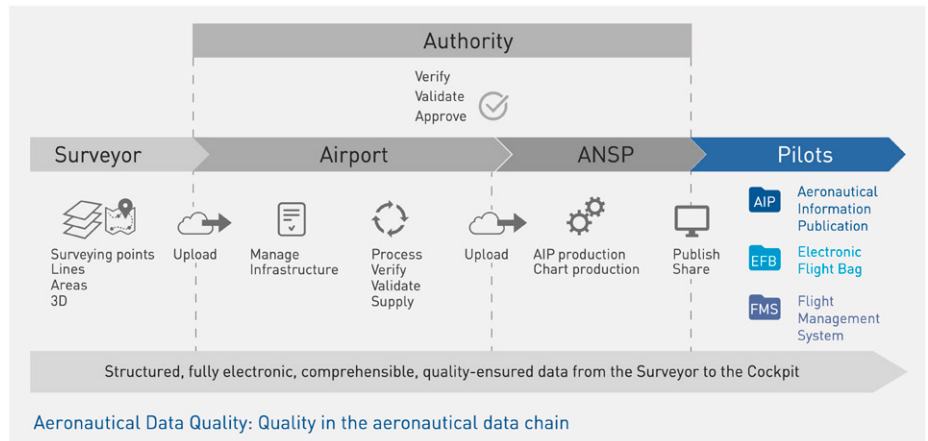 Authority
Verify
Validate
Approve
Surveyor
Airport
ANSP
Pilots
Surveying points
Lines
Areas
3D
Upload
Manage
Infrastructure
Process
Verify
Validate
Supply
Upload
AIP production
Chart production
Publish
Share
AIP
Aeronautical
Information
Publication
EFB
Electronic
Flight Bag
FMS
Flight
Management
System
Structured, fully electronic, comprehensible, quality-ensured data from the Surveyor to the Cockpit
Aeronautical Data Quality: Quality in the aeronautical data chain